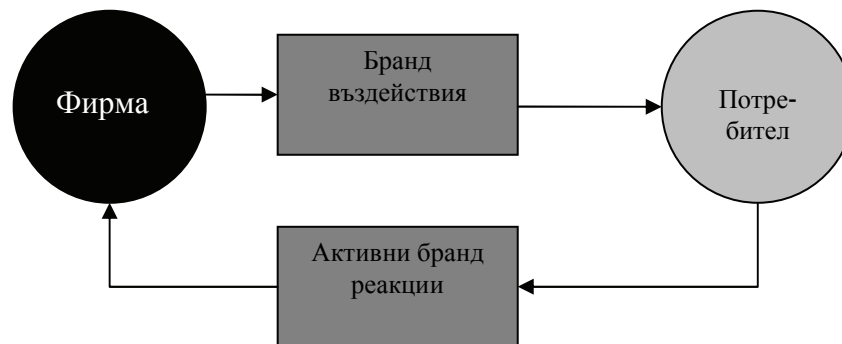 Фирма
Бранд
въздействия
Потре-
бител
Активни бранд
реакции